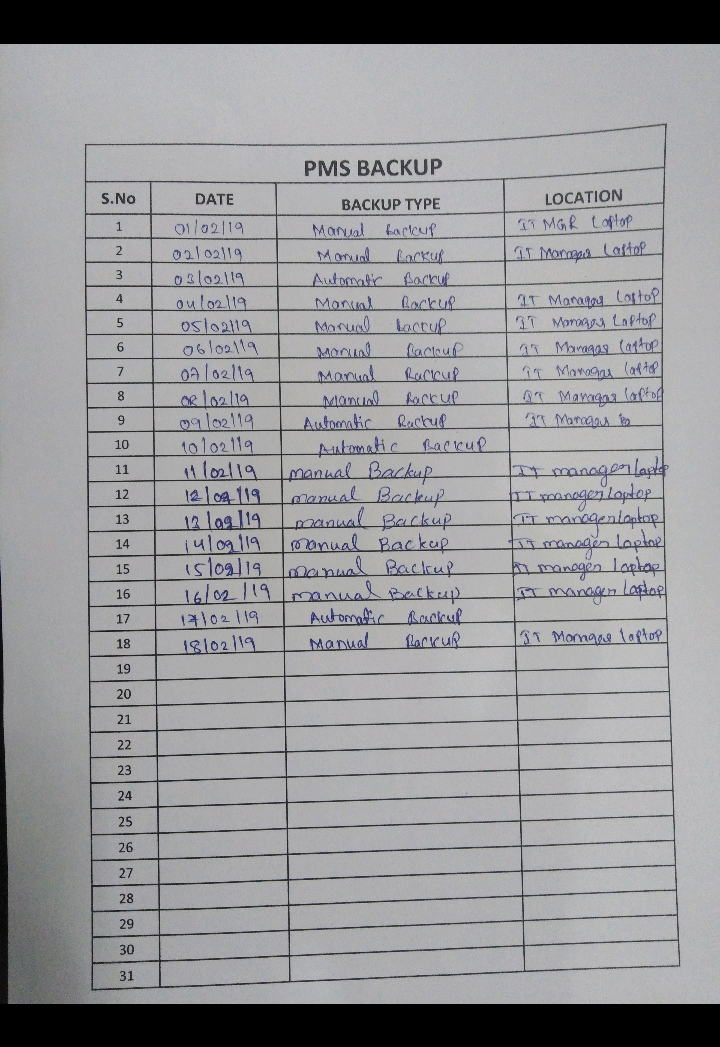 PMS BACKUP
S.No DATE BACKUP TYPE LOCATION
1 01/02/19 Manual Backup IT MGR Laptop
2 02/02/19 Manual Backup IT Manager Laptop
3 03/02/19 Automatic Backup
4 04/02/19 Manual Backup IT Manager Laptop
5 05/02/19 Manual Backup IT Manager Laptop
6 06/02/19 Manual Backup IT Manager Laptop
7 07/02/19 Manual Backup IT Manager Laptop
8 08/02/19 Manual Backup IT Manager Laptop
9 09/02/19 Automatic Backup IT Manager
10 10/02/19 Automatic Backup
11 11/02/19 manual Backup IT manager Laptop
12 12/02/19 manual Backup IT manager Laptop
13 13/02/19 manual Backup IT manager Laptop
14 14/02/19 manual Backup IT manager Laptop
15 15/02/19 manual Backup IT manager Laptop
16 16/02/19 manual Backup IT manager Laptop
17 17/02/19 Automatic Backup
18 18/02/19 Manual Backup IT Manager Laptop
19
20
21
22
23
24
25
26
27
28
29
30
31